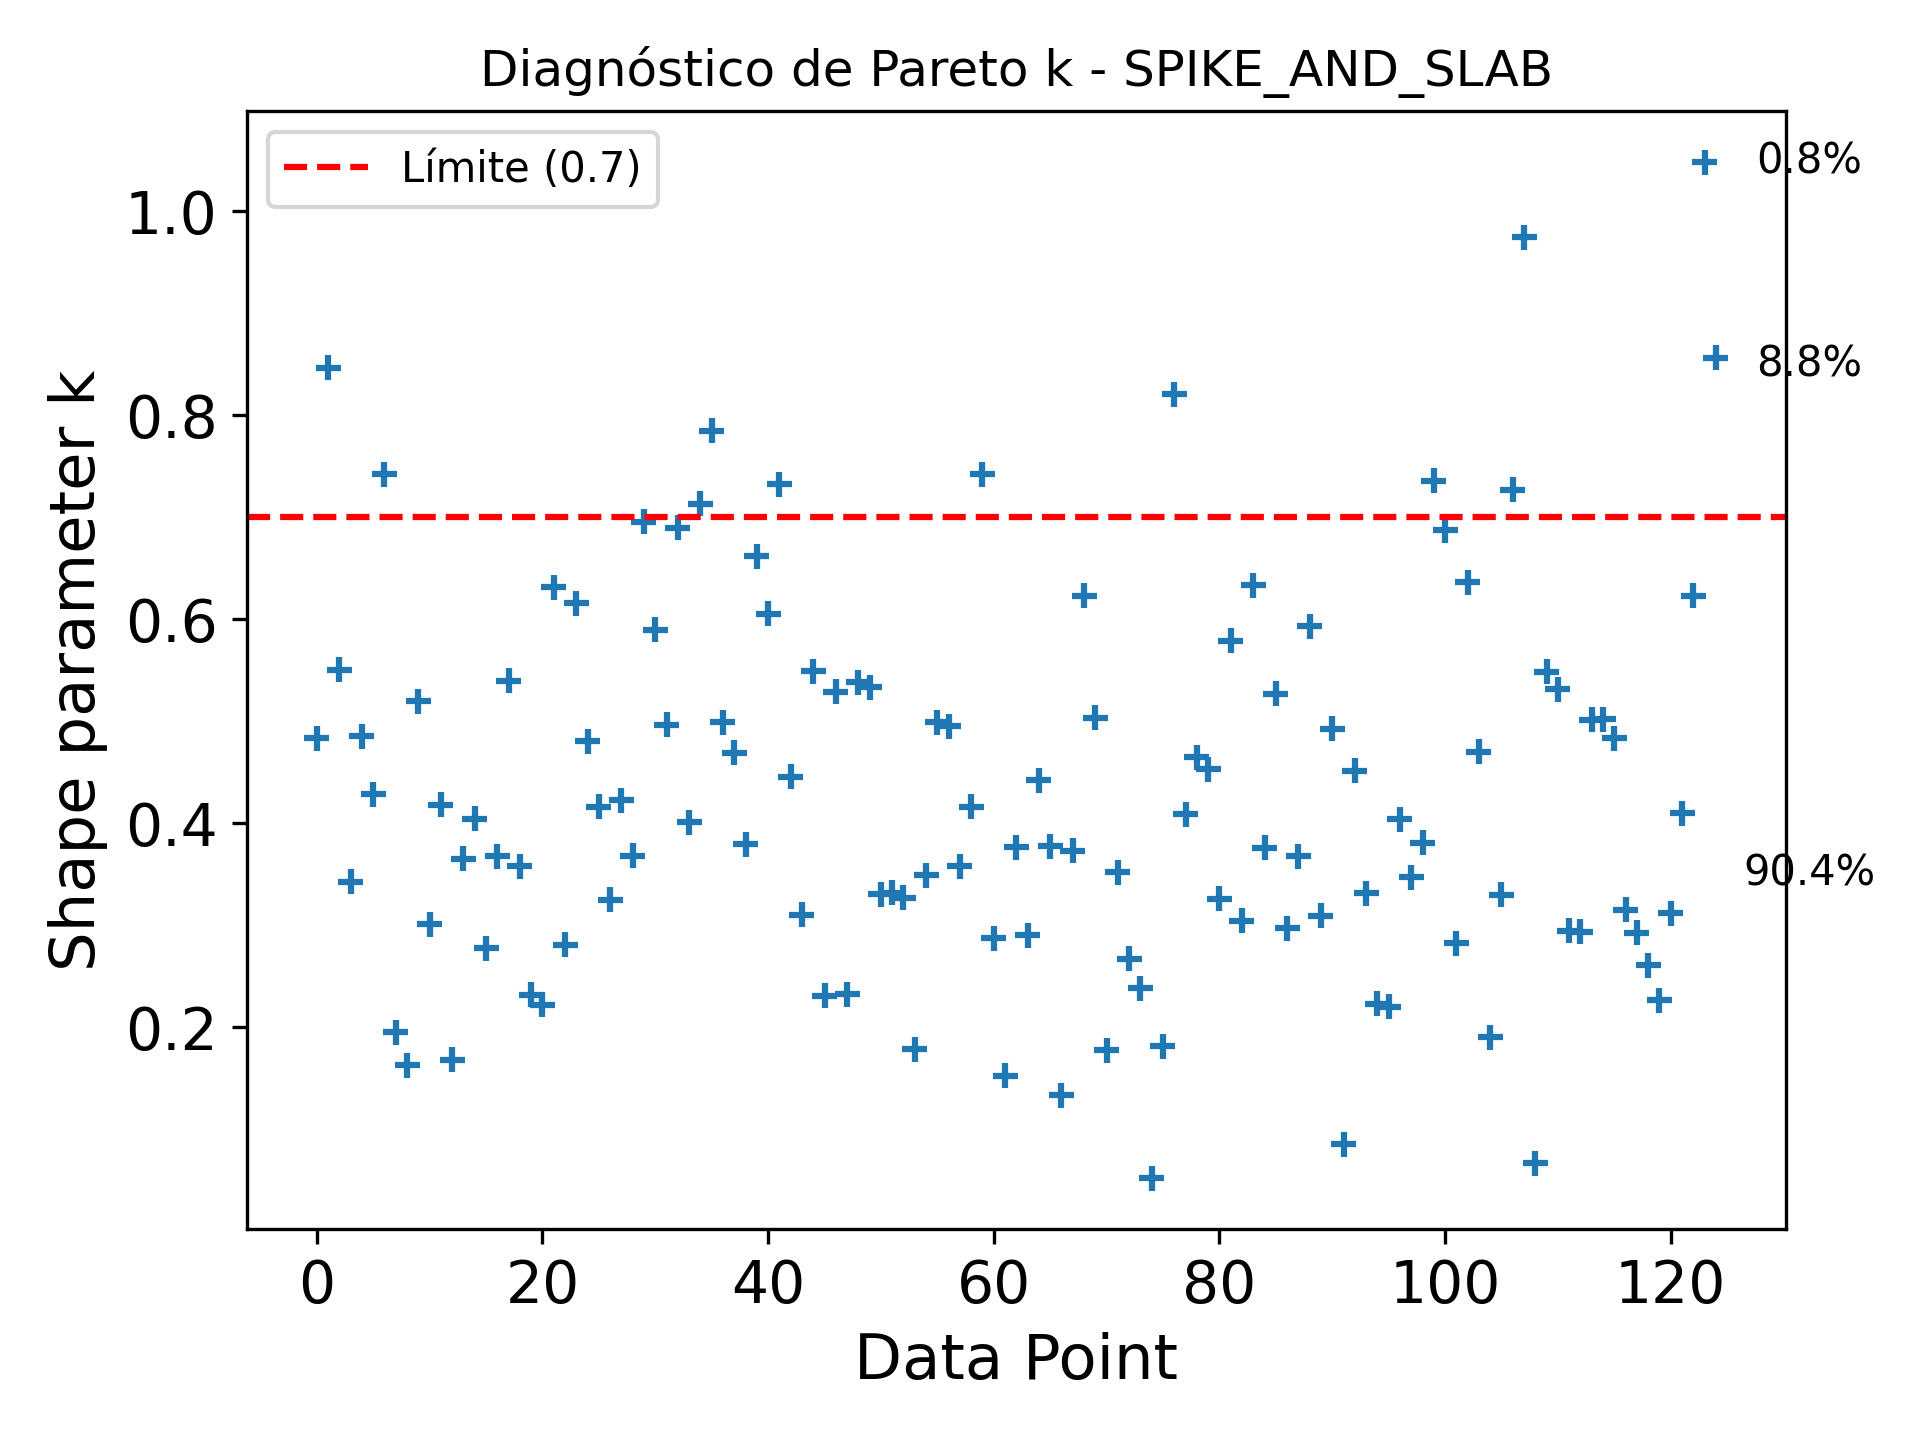 Diagnóstico de Pareto k - SPIKE_AND_SLAB
Límite (0.7)
0.8%
8.8%
90.4%
Shape parameter k
1.0
0.8
0.6
0.4
0.2
0 20 40 60 80 100 120
Data Point